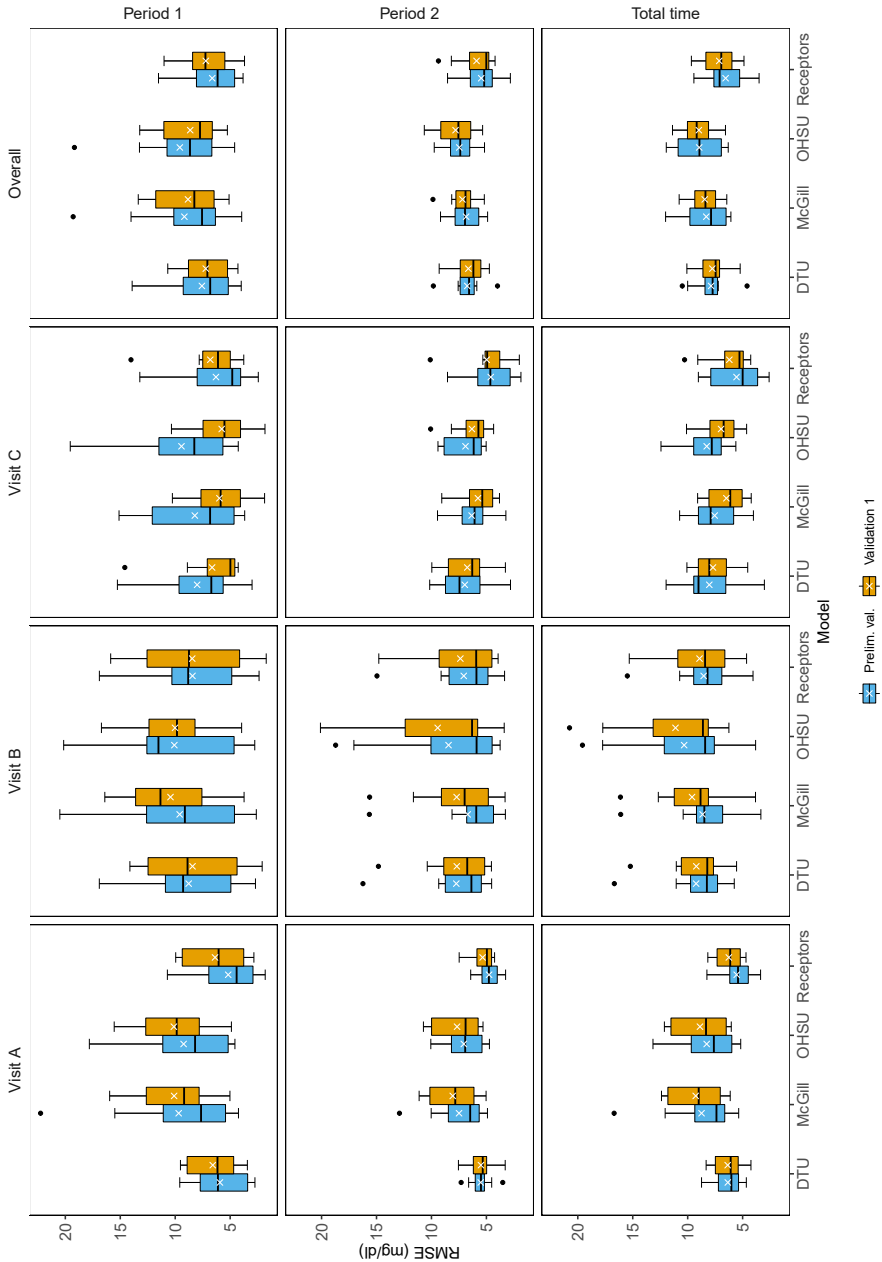 Visit A
Visit B
Visit C
Overall
Period 1
Period 2
Total time
20
15
10
5
20
15
10
5
20
15
10
5
RMSE (mg/dl)
DTU
McGill
OHSU
Receptors
DTU
McGill
OHSU
Receptors
DTU
McGill
OHSU
Receptors
DTU
McGill
OHSU
Receptors
Model
Prelim. val.
Validation 1